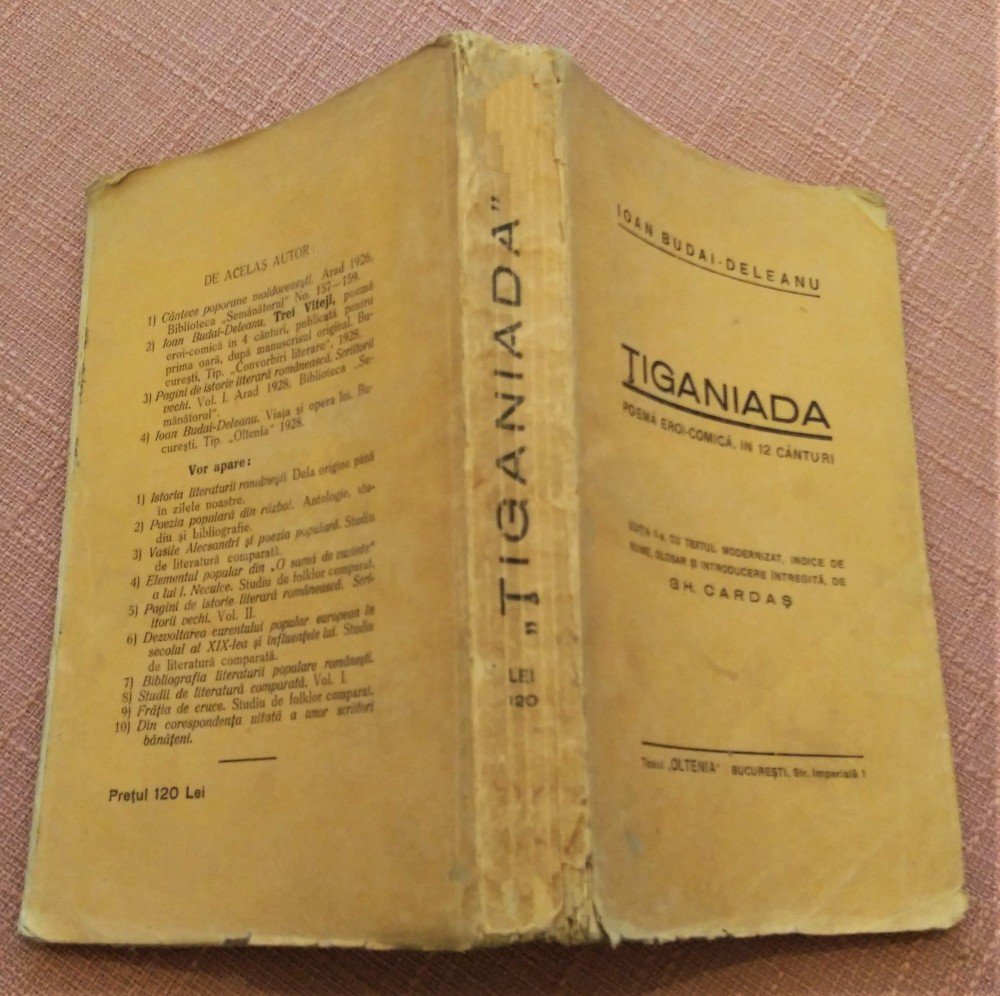 DE ACELAȘ AUTOR:
1) Cântece poporane moldovenești. Arad 1926.
Biblioteca „Semănătorul" No. 157—159.
2) Ioan Budai-Deleanu. Trei Viteji, poemă
eroi-comică în 4 cânturi, publicată pentru
prima oară, după manuscrisul original. Bu-
curești, Tip. „Convorbiri literare", 1928.
3) Pagini de istorie literară românească. Scriitorii
vechi. Vol. I. Arad 1928, Biblioteca „Se-
mănătorul".
4) Ioan Budai-Deleanu. Viața și opera lui. Bu-
curești, Tip. „Oltenia" 1928.
Vor apare:
1) Istoria literaturii românești Dela origine până
în zilele noastre.
2) Poezia populară din război. Antologie, stu-
diu și bibliografie.
3) Vasile Alecsandri și poezia populară. Studiu
de literatură comparată.
4) Elementul popular din „O samă de cuvinte"
a lui I. Neculce. Studiu de folklor comparat.
5) Pagini de istorie literară românească. Scri-
itorii vechi. Vol. II.
6) Dezvoltarea curentului popular european în
secolul al XIX-lea și influențele lui. Studiu
de literatură comparată.
7) Bibliografia literaturii populare românești.
8) Studii de literatură comparată. Vol. I.
9) Frăția de cruce. Studiu de folklor comparat.
10) Din corespondența uitată a unor scriitori
bănățeni.
Prețul 120 Lei
„ȚIGANIADA”
LEI
120
IOAN BUDAI-DELEANU
ȚIGANIADA
POEMĂ EROI-COMICĂ, IN 12 CÂNTURI
EDIȚIA II-a, CU TEXTUL MODERNIZAT, INDICE DE
NUME, GLOSAR ȘI INTRODUCERE INTREGITĂ, DE
GH. CARDAȘ
Tiparul „OLTENIA" BUCUREȘTI, Str. Imperială 1